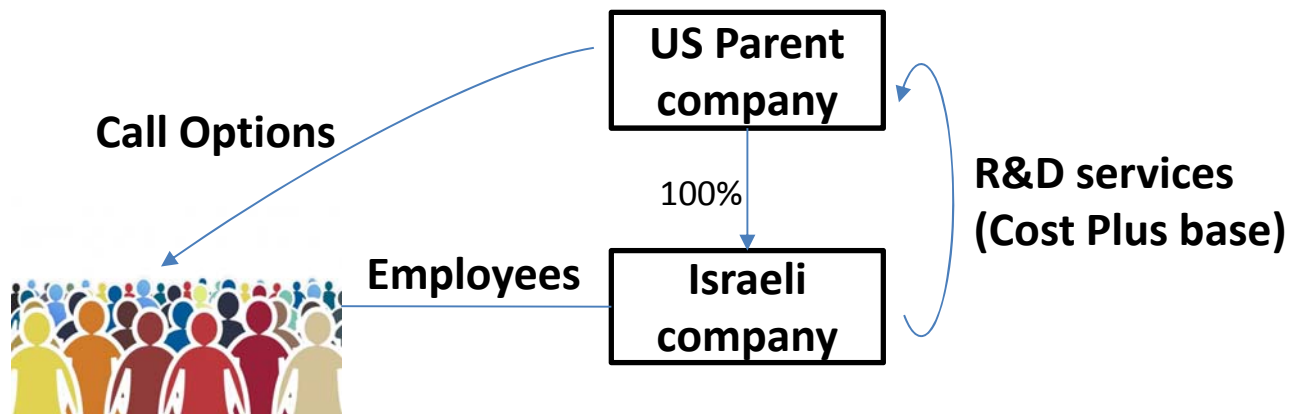 US Parent
company
Call Options
100%
R&D services
(Cost Plus base)
Employees
Israeli
company